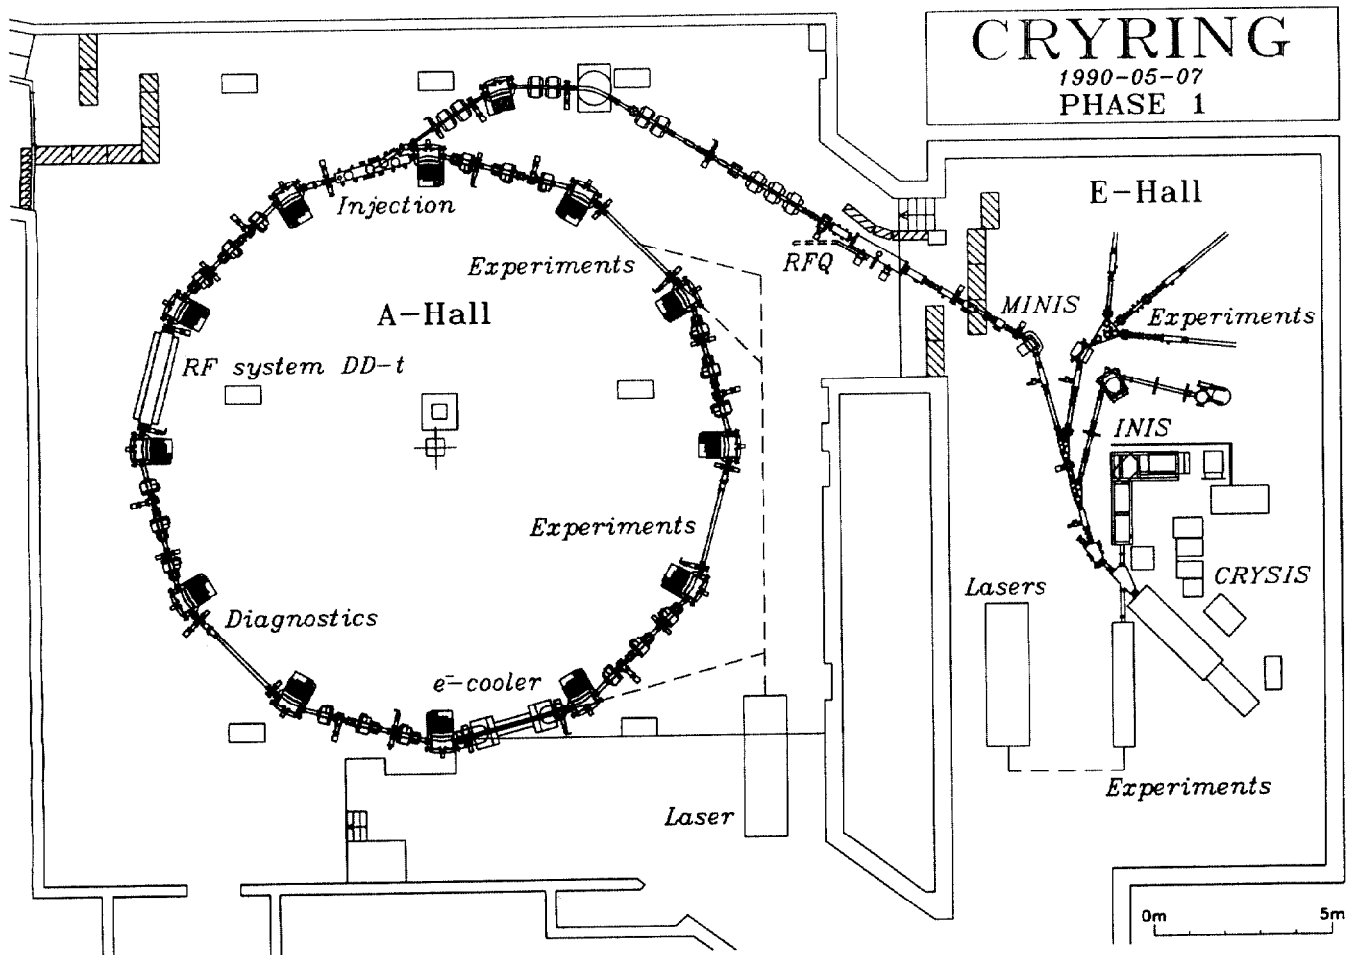 CRYRING
1990-05-07
PHASE 1
E-Hall
Injection
Experiments
RFQ
A-Hall
MINIS
Experiments
RF system DD-t
INIS
Experiments
CRYSIS
Lasers
Diagnostics
e⁻-cooler
Experiments
Laser
0m 5m